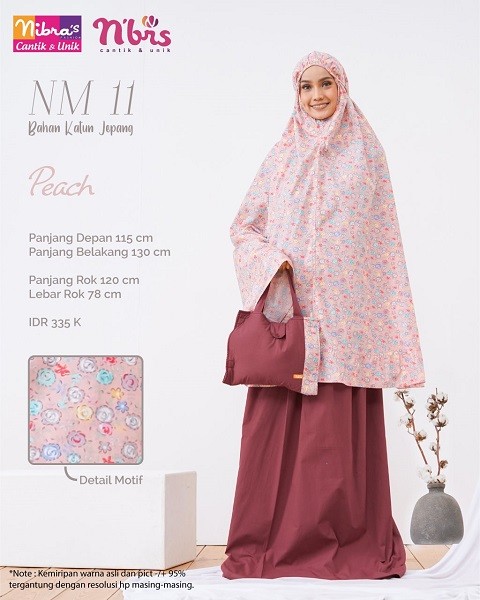 Nibra's
FASHION
Cantik & Unik
N'brs
cantik & unik
NM 11
Bahan Katun Jepang
Peach
Panjang Depan 115 cm
Panjang Belakang 130 cm
Panjang Rok 120 cm
Lebar Rok 78 cm
IDR 335 K
Detail Motif
*Note : Kemiripan warna asli dan pict -/+ 95%
tergantung dengan resolusi hp masing-masing.